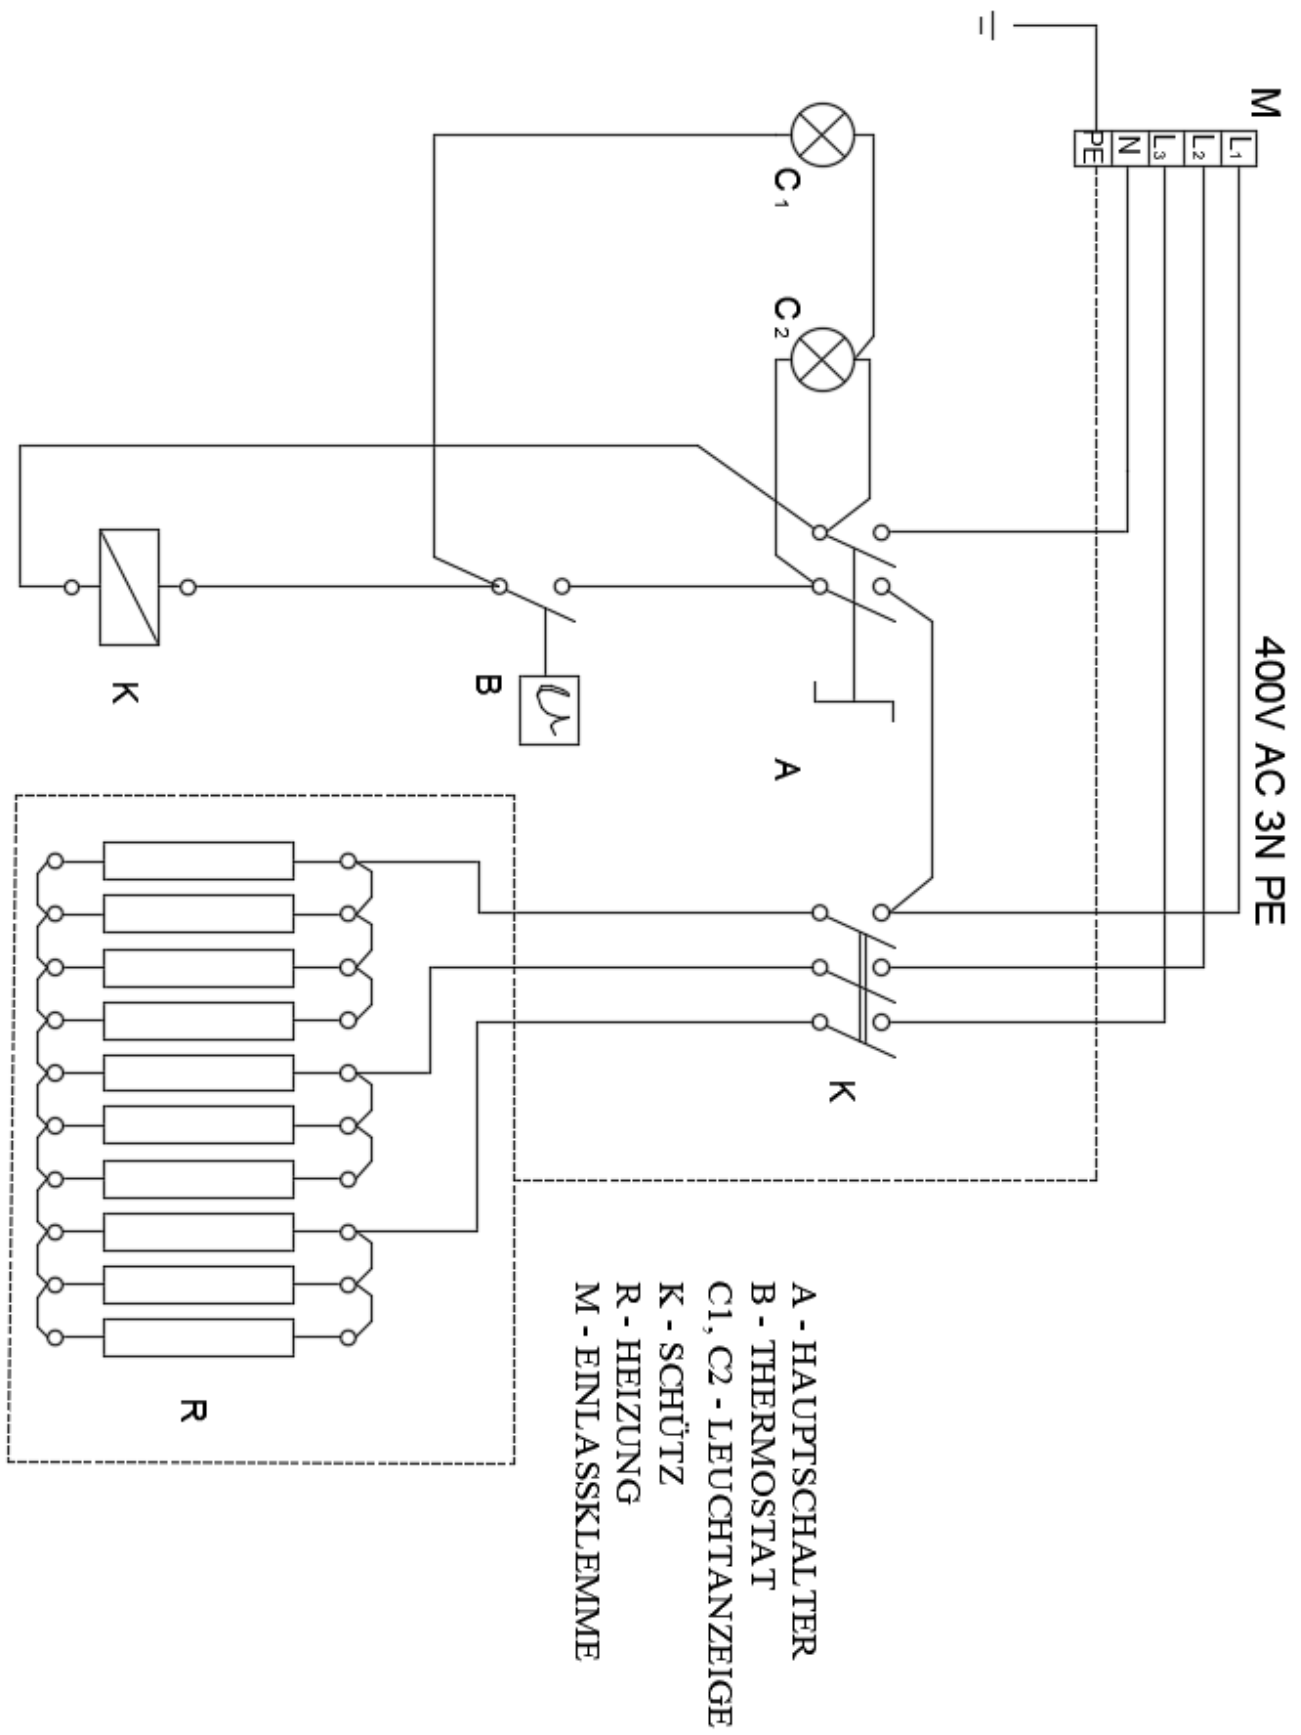 400V AC 3N PE
M
L1
L2
L3
N
PE
C1
C2
A
B
K
K
R
A - HAUPTSCHALTER
B - THERMOSTAT
C1, C2 - LEUCHTANZEIGE
K - SCHÜTZ
R - HEIZUNG
M - EINLASSKLEMME